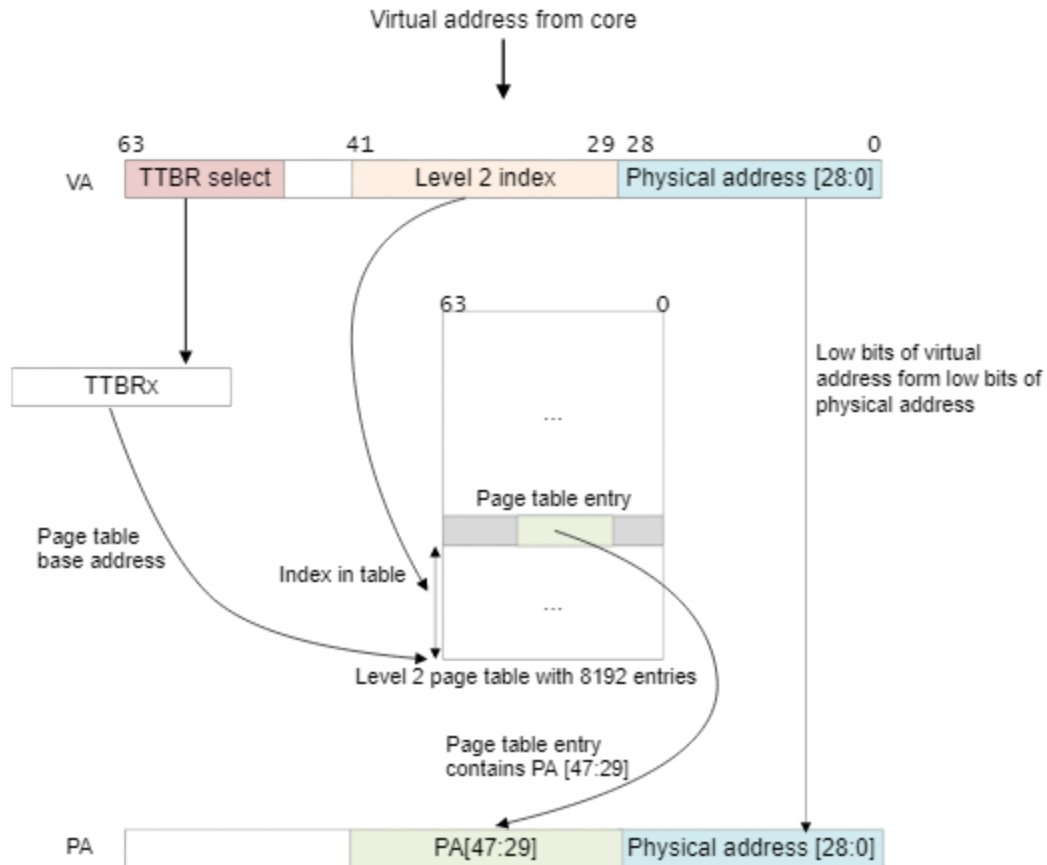 Virtual address from core
63 41 29 28 0
VA TTBR select Level 2 index Physical address [28:0]
63 0
TTBRx
Low bits of virtual
address form low bits of
physical address
...
Page table entry
Page table
base address
Index in table
...
Level 2 page table with 8192 entries
Page table entry
contains PA [47:29]
PA PA[47:29] Physical address [28:0]